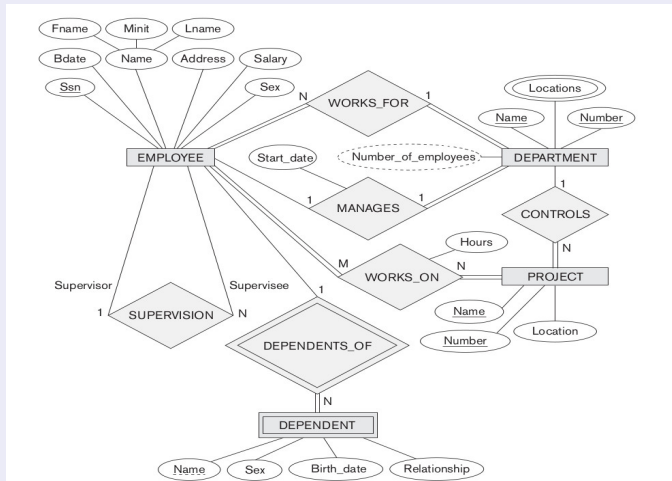 Fname Minit Lname
Bdate Name Address Salary
Ssn Sex
N WORKS_FOR 1
Locations
Name Number
EMPLOYEE
Start_date
Number_of_employees
DEPARTMENT
1 MANAGES 1
1
CONTROLS
N
Hours
M WORKS_ON N
PROJECT
Name
Number
Location
Supervisor Supervisee
1 SUPERVISION N
1
DEPENDENTS_OF
N
DEPENDENT
Name Sex Birth_date Relationship